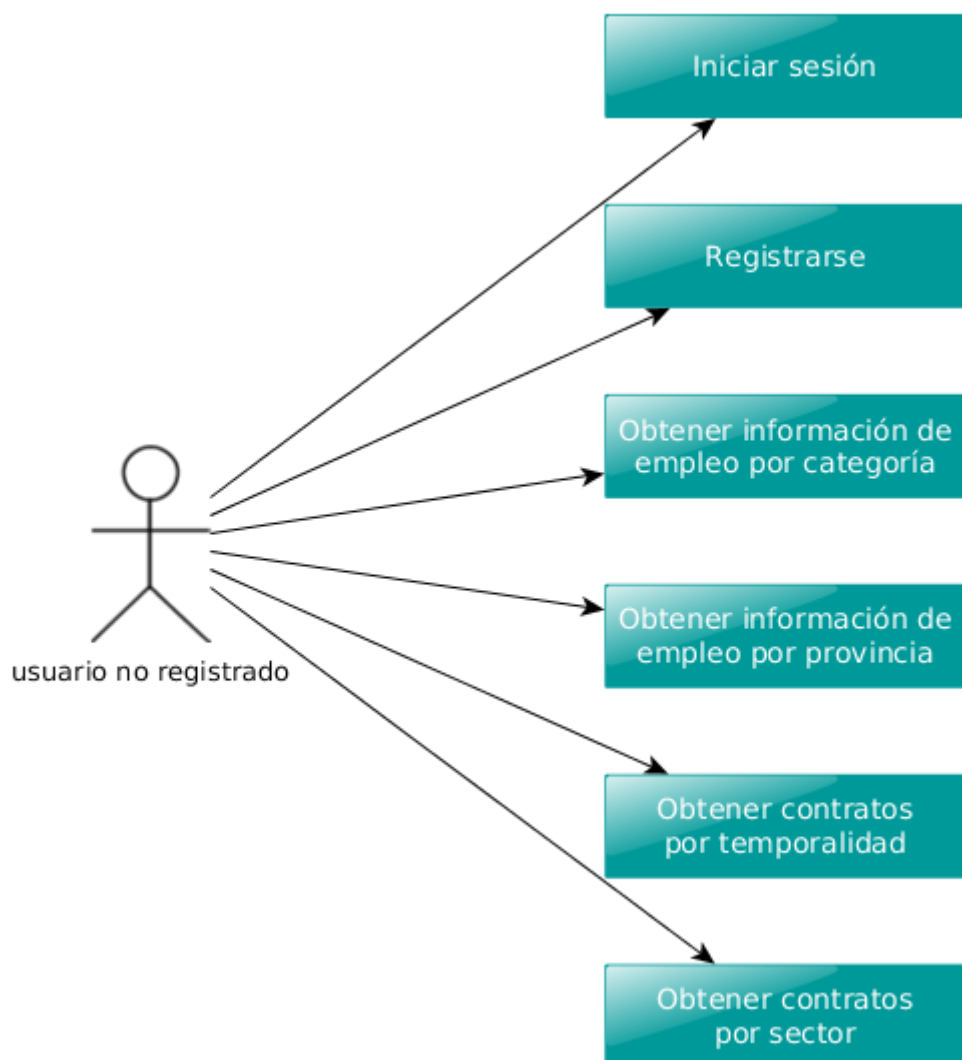 Iniciar sesión
Registrarse
Obtener información de
empleo por categoría
Obtener información de
empleo por provincia
usuario no registrado
Obtener contratos
por temporalidad
Obtener contratos
por sector